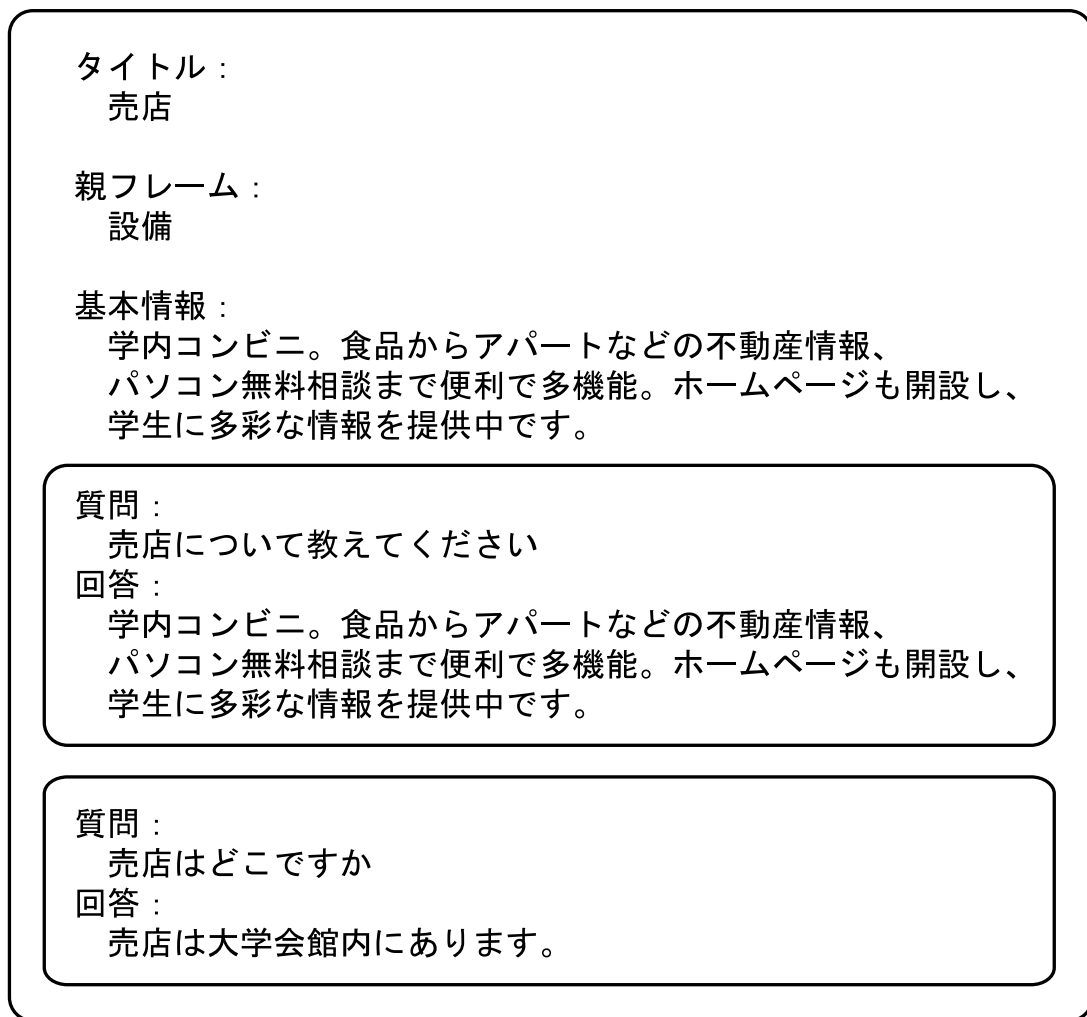 タイトル：
売店
親フレーム：
設備
基本情報：
学内コンビニ。食品からアパートなどの不動産情報、
パソコン無料相談まで便利で多機能。ホームページも開設し、
学生に多彩な情報を提供中です。
質問：
売店について教えてください
回答：
学内コンビニ。食品からアパートなどの不動産情報、
パソコン無料相談まで便利で多機能。ホームページも開設し、
学生に多彩な情報を提供中です。
質問：
売店はどこですか
回答：
売店は大学会館内にあります。